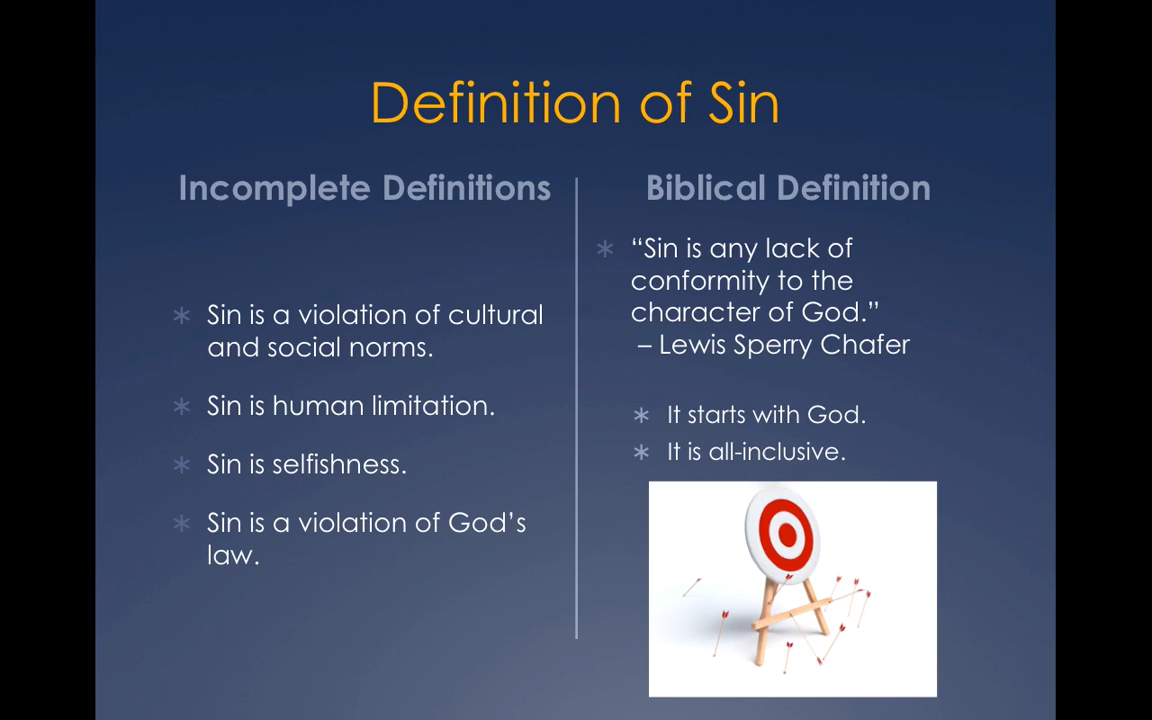 Definition of Sin
Incomplete Definitions
Sin is a violation of cultural
and social norms.
Sin is human limitation.
Sin is selfishness.
Sin is a violation of God’s
law.
Biblical Definition
“Sin is any lack of
conformity to the
character of God.”
– Lewis Sperry Chafer
It starts with God.
It is all-inclusive.